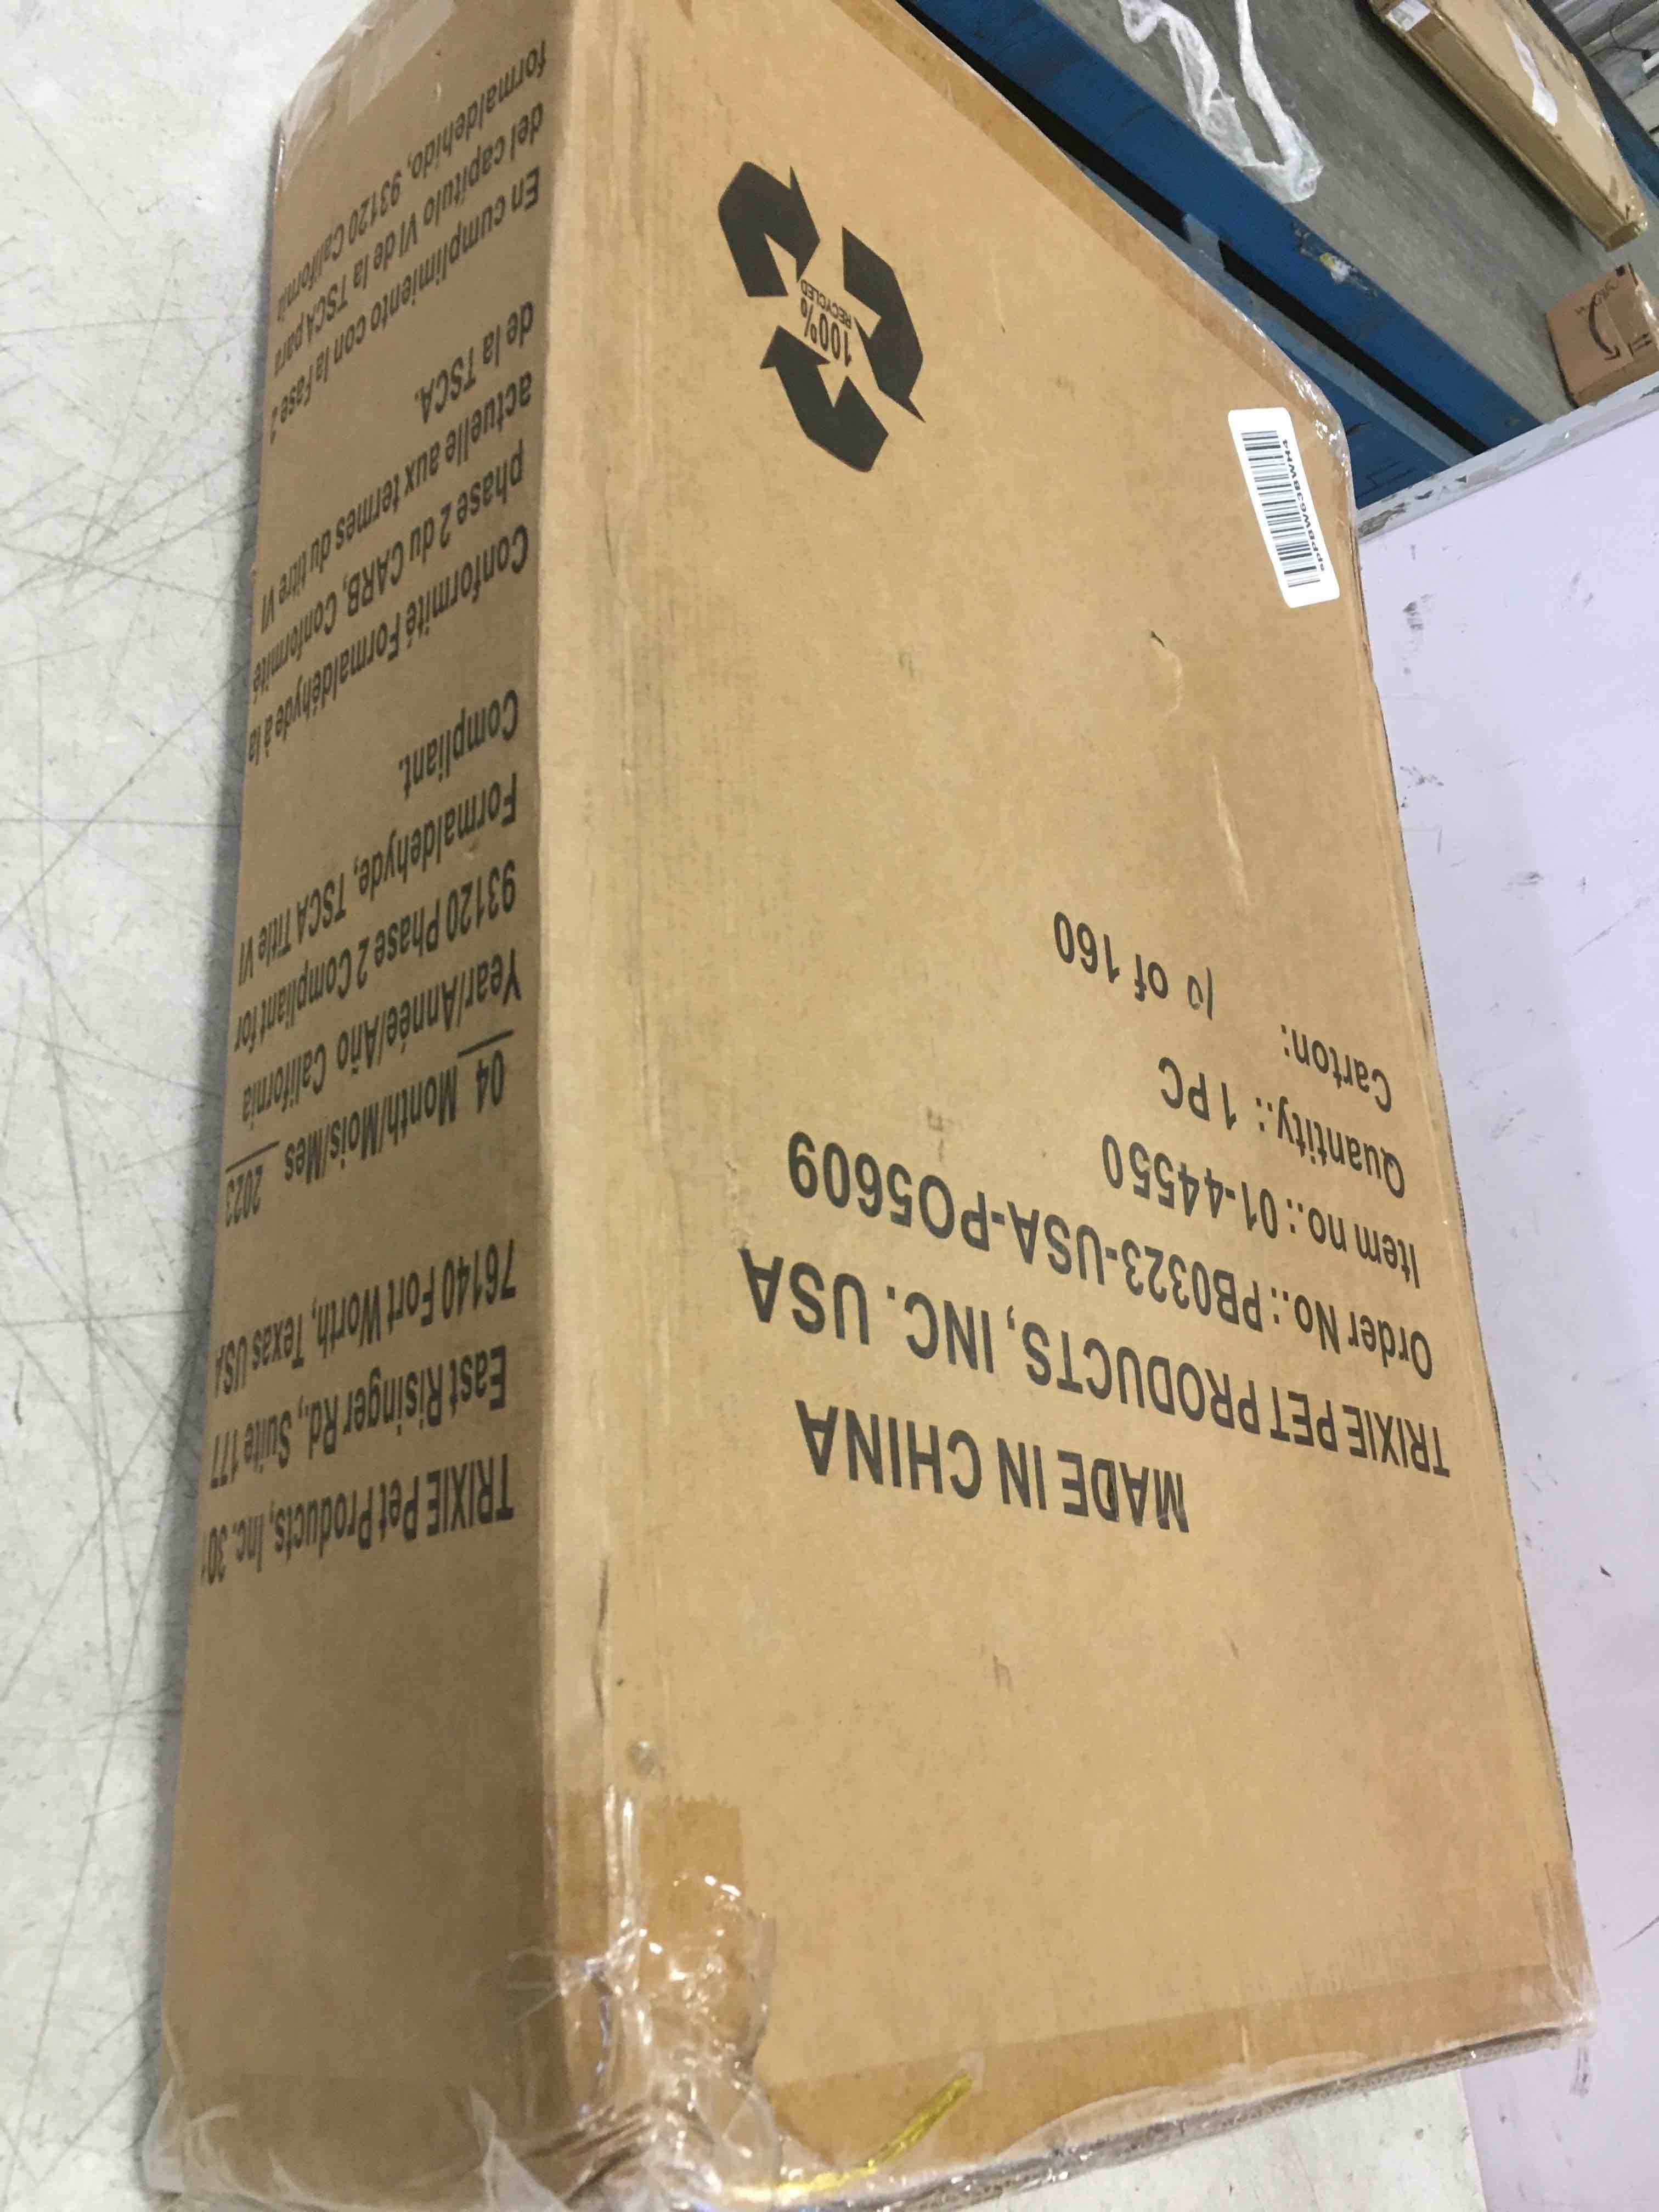 MADE IN CHINA
TRIXIE PET PRODUCTS, INC. USA
Order No.: PB0323-USA-PO5609
Item no.: 01-44550
Quantity.: 1 PC
Carton:
10 of 160
100%
RECYCLED
TRIXIE Pet Products, Inc. 301
East Risinger Rd., Suite 177
76140 Fort Worth, Texas USA
04 Month/Mois/Mes 2023
Year/Année/Año California
93120 Phase 2 Compliant for
Formaldehyde, TSCA Title VI
Compliant.
Conformité Formaldéhyde à la
phase 2 du CARB, Conformité
actuelle aux termes du titre VI
de la TSCA.
En cumplimiento con la Fase 2
del capitulo VI de la TSCA para
formaldehido, 93120 California